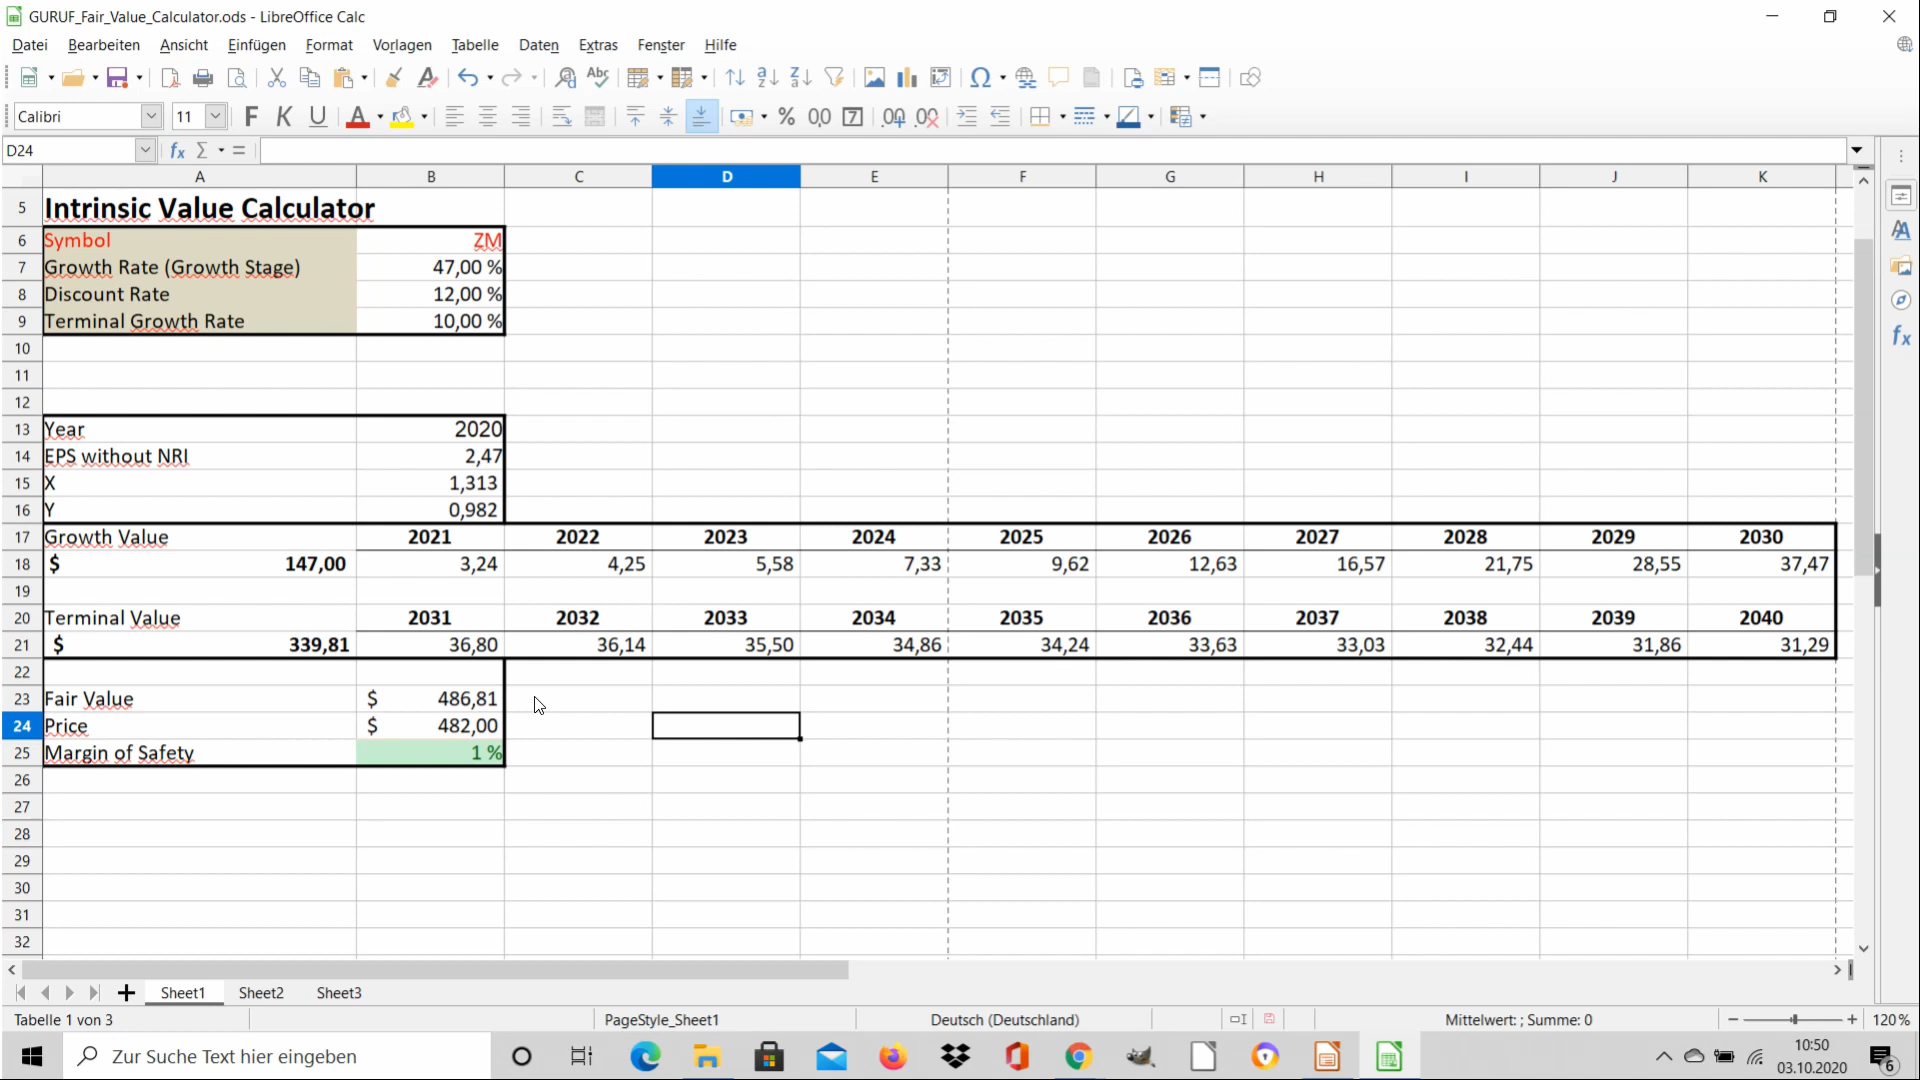 GURUF_Fair_Value_Calculator.ods - LibreOffice Calc
Datei Bearbeiten Ansicht Einfügen Format Vorlagen Tabelle Daten Extras Fenster Hilfe
Calibri 11 F K U
D24
A B C D E F G H I J K
5 Intrinsic Value Calculator
6 Symbol ZM
7 Growth Rate (Growth Stage) 47,00 %
8 Discount Rate 12,00 %
9 Terminal Growth Rate 10,00 %
10
11
12
13 Year 2020
14 EPS without NRI 2,47
15 X 1,313
16 Y 0,982
17 Growth Value 2021 2022 2023 2024 2025 2026 2027 2028 2029 2030
18 $ 147,00 3,24 4,25 5,58 7,33 9,62 12,63 16,57 21,75 28,55 37,47
19
20 Terminal Value 2031 2032 2033 2034 2035 2036 2037 2038 2039 2040
21 $ 339,81 36,80 36,14 35,50 34,86 34,24 33,63 33,03 32,44 31,86 31,29
22
23 Fair Value $ 486,81
24 Price $ 482,00
25 Margin of Safety 1 %
26
27
28
29
30
31
32
Sheet1 Sheet2 Sheet3
Tabelle 1 von 3 PageStyle_Sheet1 Deutsch (Deutschland) Mittelwert: ; Summe: 0 120%
Zur Suche Text hier eingeben
10:50
03.10.2020
6